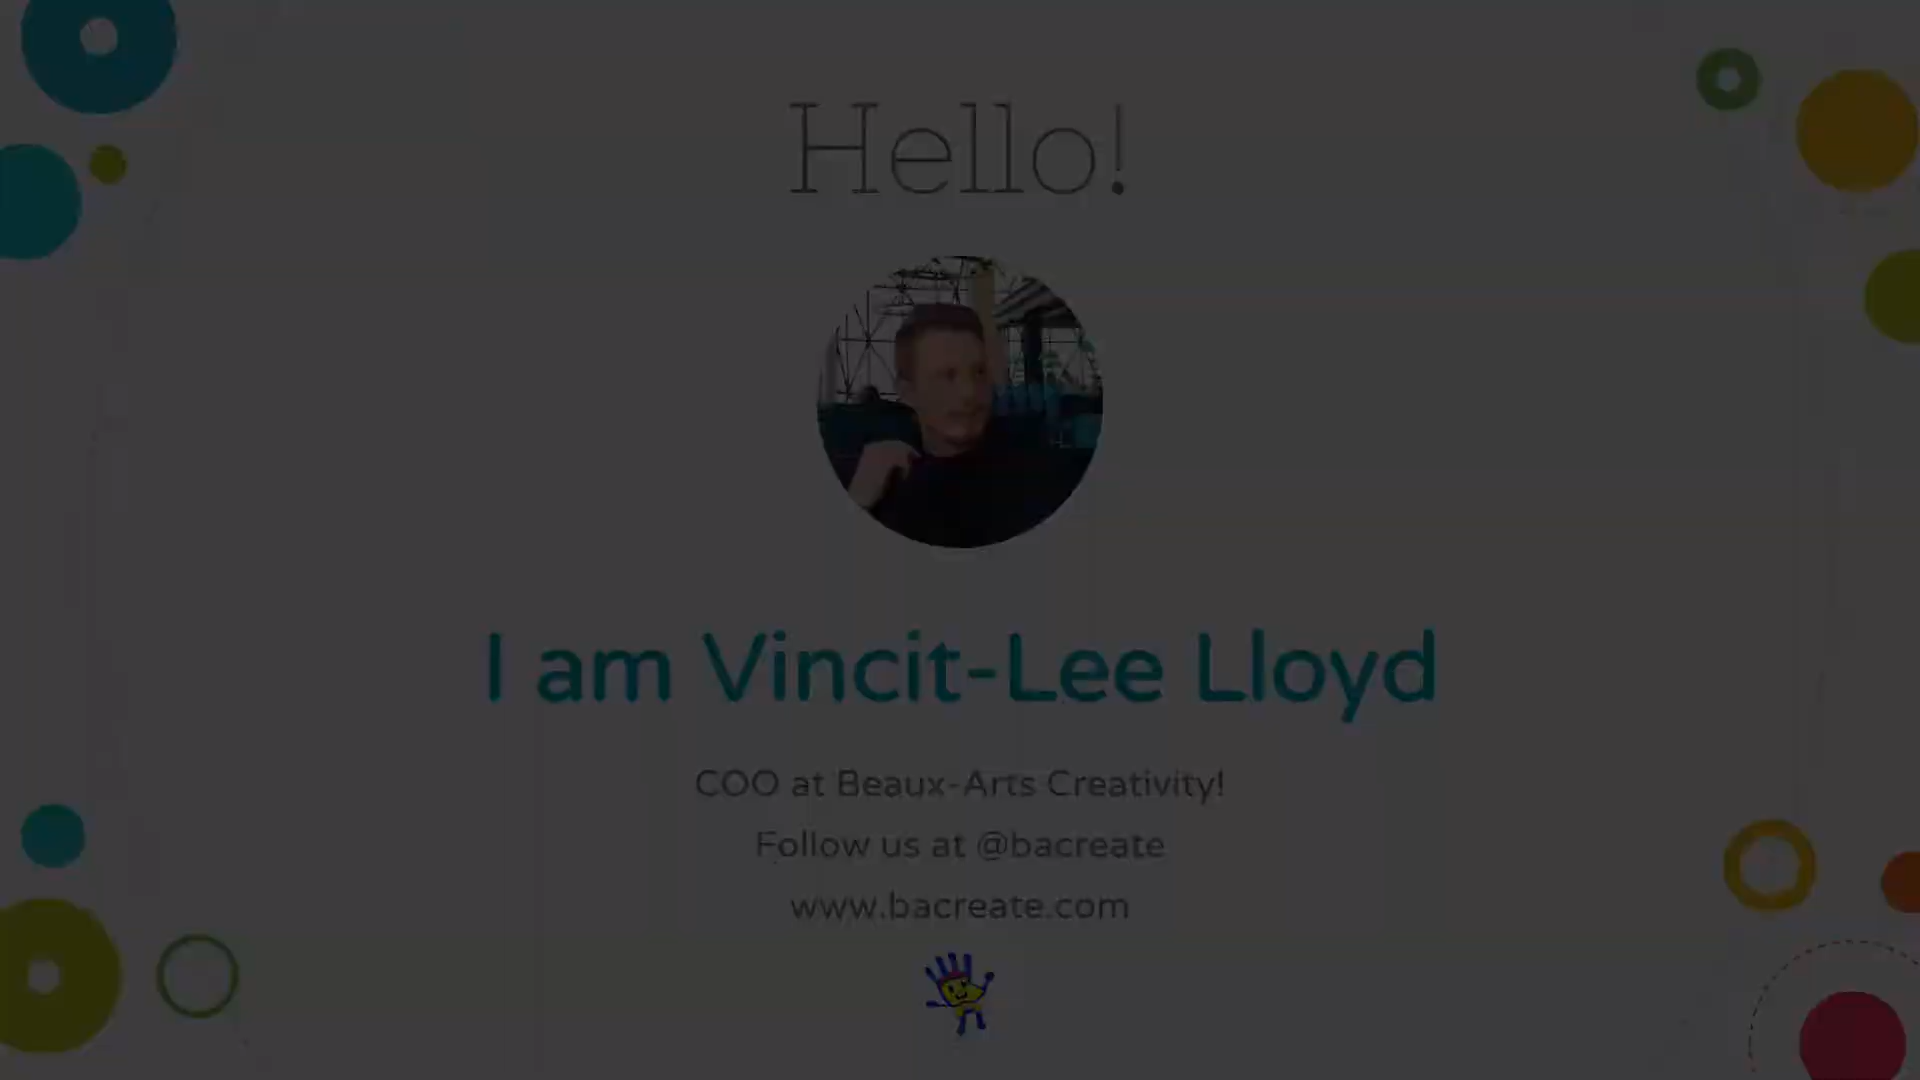 Hello!
I am Vincit-Lee Lloyd
COO at Beaux-Arts Creativity!
Follow us at @bacreate
www.bacreate.com